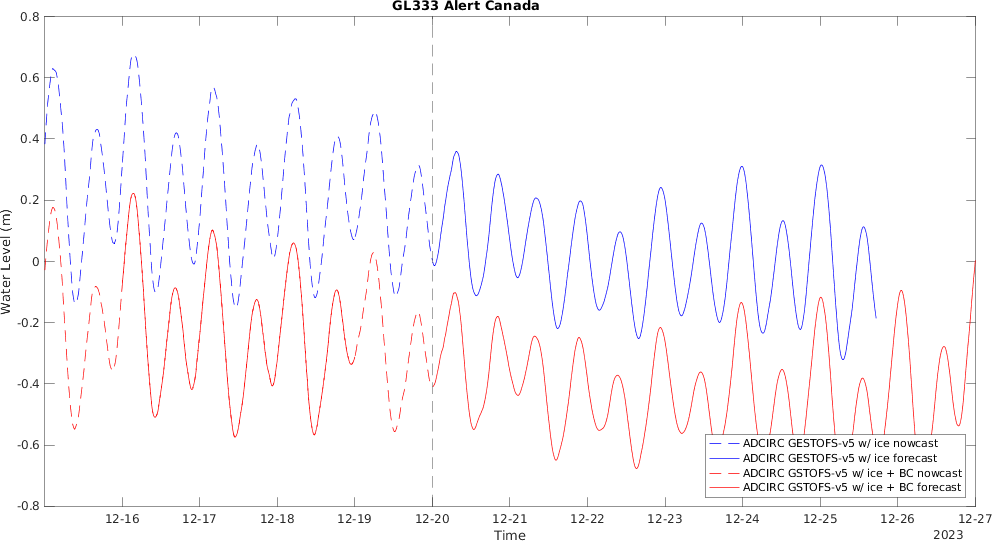 GL333 Alert Canada
0.8
0.6
0.4
0.2
0
-0.2
-0.4
-0.6
-0.8
Water Level (m)
ADCIRC GESTOFS-v5 w/ ice nowcast
ADCIRC GESTOFS-v5 w/ ice forecast
ADCIRC GSTOFS-v5 w/ ice + BC nowcast
ADCIRC GSTOFS-v5 w/ ice + BC forecast
12-16 12-17 12-18 12-19 12-20 12-21 12-22 12-23 12-24 12-25 12-26 12-27
Time
2023